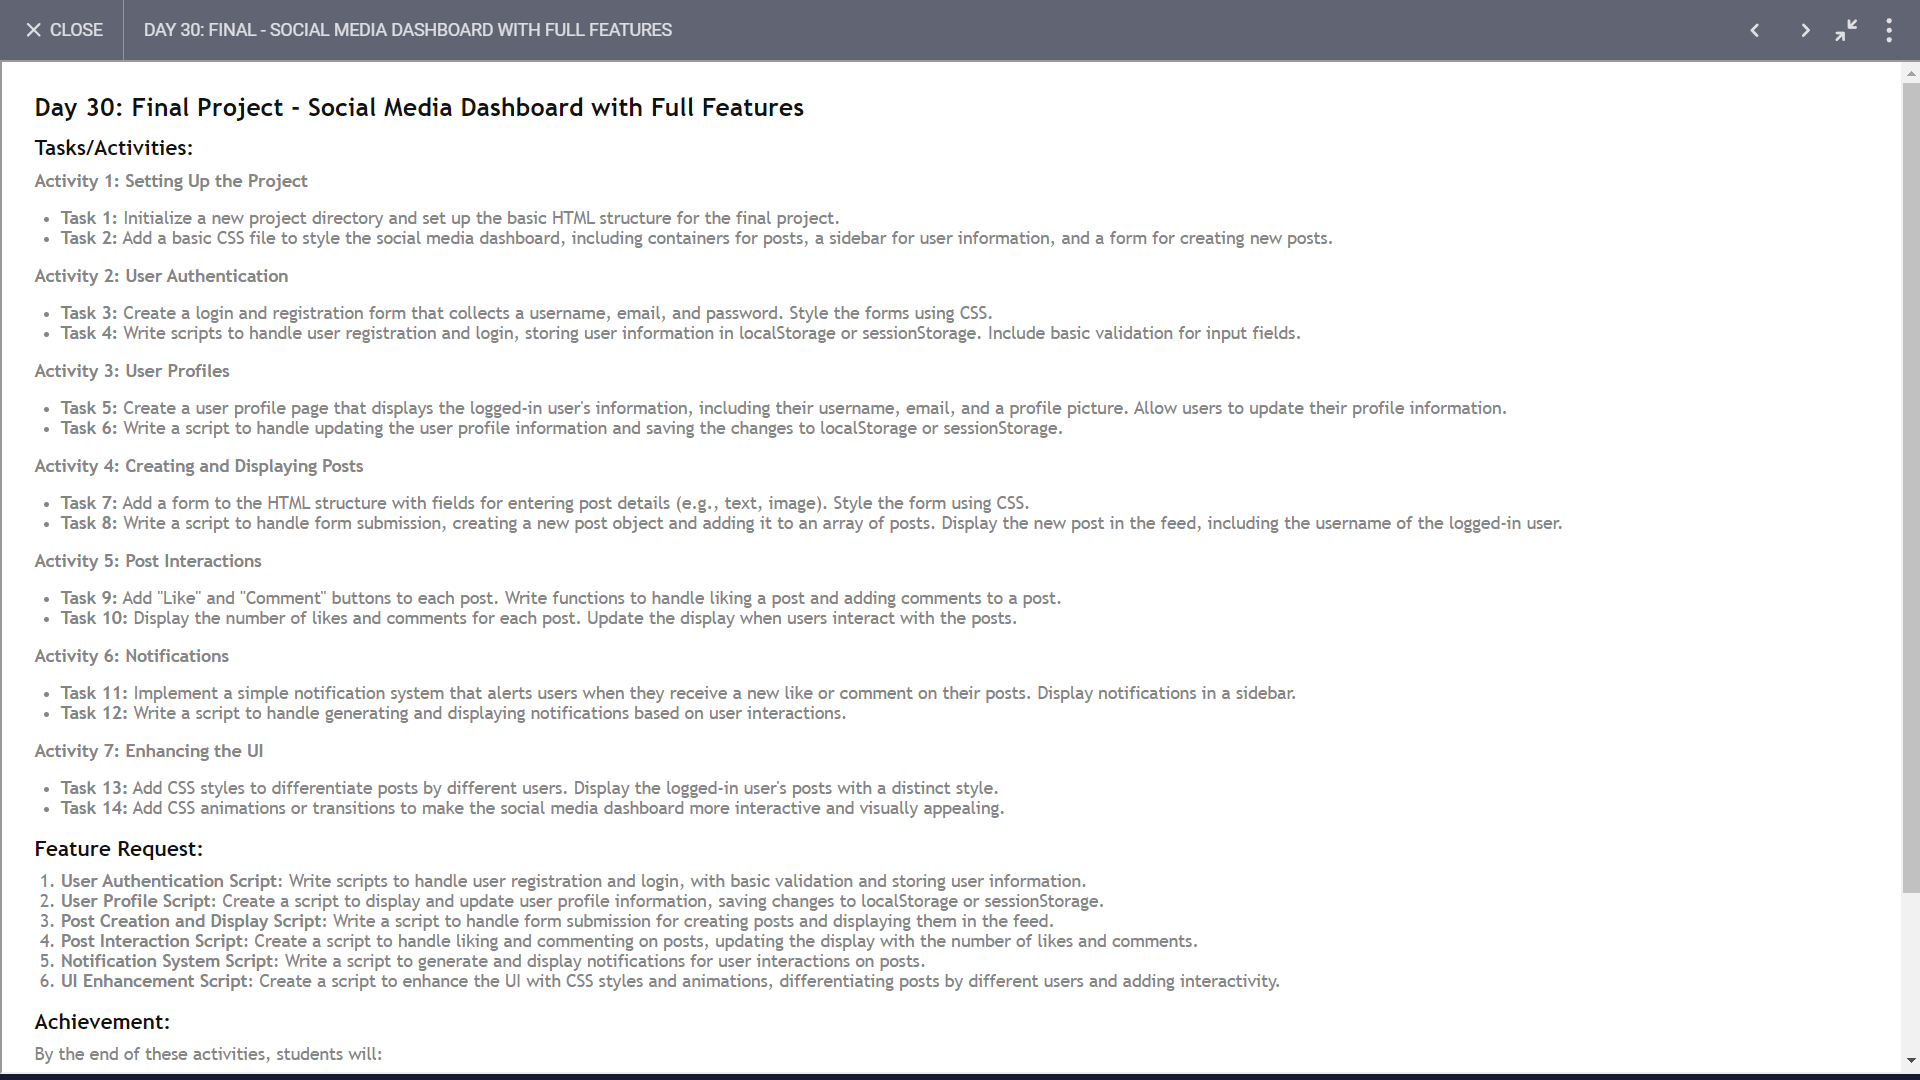 CLOSE
DAY 30: FINAL - SOCIAL MEDIA DASHBOARD WITH FULL FEATURES
Day 30: Final Project - Social Media Dashboard with Full Features
Tasks/Activities:
Activity 1: Setting Up the Project
• Task 1: Initialize a new project directory and set up the basic HTML structure for the final project.
• Task 2: Add a basic CSS file to style the social media dashboard, including containers for posts, a sidebar for user information, and a form for creating new posts.
Activity 2: User Authentication
• Task 3: Create a login and registration form that collects a username, email, and password. Style the forms using CSS.
• Task 4: Write scripts to handle user registration and login, storing user information in localStorage or sessionStorage. Include basic validation for input fields.
Activity 3: User Profiles
• Task 5: Create a user profile page that displays the logged-in user's information, including their username, email, and a profile picture. Allow users to update their profile information.
• Task 6: Write a script to handle updating the user profile information and saving the changes to localStorage or sessionStorage.
Activity 4: Creating and Displaying Posts
• Task 7: Add a form to the HTML structure with fields for entering post details (e.g., text, image). Style the form using CSS.
• Task 8: Write a script to handle form submission, creating a new post object and adding it to an array of posts. Display the new post in the feed, including the username of the logged-in user.
Activity 5: Post Interactions
• Task 9: Add "Like" and "Comment" buttons to each post. Write functions to handle liking a post and adding comments to a post.
• Task 10: Display the number of likes and comments for each post. Update the display when users interact with the posts.
Activity 6: Notifications
• Task 11: Implement a simple notification system that alerts users when they receive a new like or comment on their posts. Display notifications in a sidebar.
• Task 12: Write a script to handle generating and displaying notifications based on user interactions.
Activity 7: Enhancing the UI
• Task 13: Add CSS styles to differentiate posts by different users. Display the logged-in user's posts with a distinct style.
• Task 14: Add CSS animations or transitions to make the social media dashboard more interactive and visually appealing.
Feature Request:
1. User Authentication Script: Write scripts to handle user registration and login, with basic validation and storing user information.
2. User Profile Script: Create a script to display and update user profile information, saving changes to localStorage or sessionStorage.
3. Post Creation and Display Script: Write a script to handle form submission for creating posts and displaying them in the feed.
4. Post Interaction Script: Create a script to handle liking and commenting on posts, updating the display with the number of likes and comments.
5. Notification System Script: Write a script to generate and display notifications for user interactions on posts.
6. UI Enhancement Script: Create a script to enhance the UI with CSS styles and animations, differentiating posts by different users and adding interactivity.
Achievement:
By the end of these activities, students will: